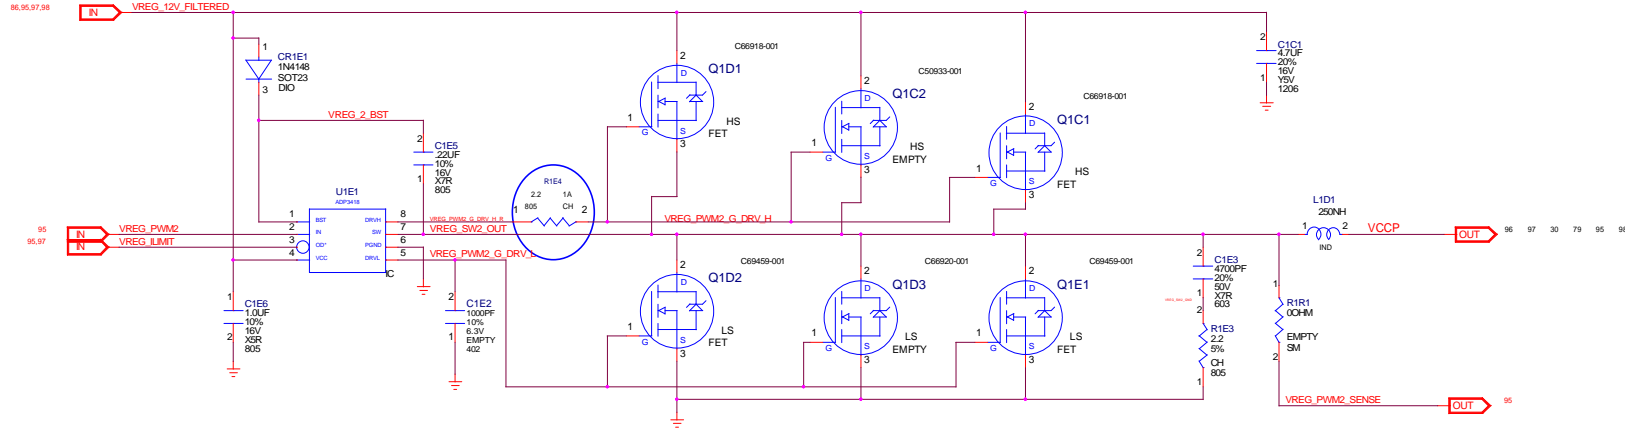 86,95,97,98
IN
VREG_12V_FILTERED
1
CR1E1
1N4148
SOT23
DIO
3
VREG_2_BST
2
C1E5
.22UF
10%
16V
X7R
805
1
U1E1
ADP3418
1
BST
DRVH
8
2
IN
SW
7
3
OD*
PGND
6
4
VCC
DRVL
5
IC
95
IN
VREG_PWM2
95,97
IN
VREG_ILIMIT
VREG_PWM2_G_DRV_H_R
VREG_SW2_OUT
VREG_PWM2_G_DRV_L
R1E4
2.2
1A
805
CH
1
2
VREG_PWM2_G_DRV_H
1
C1E6
1.0UF
10%
16V
X5R
805
2
2
C1E2
1000PF
10%
6.3V
EMPTY
402
1
C66918-001
2
Q1D1
D
1
G
S
3
HS
FET
C50933-001
2
Q1C2
D
1
G
S
3
HS
EMPTY
C66918-001
2
Q1C1
D
1
G
S
3
HS
FET
2
C1C1
4.7UF
20%
16V
Y5V
1206
1
C69459-001
2
Q1D2
D
1
G
S
3
LS
FET
C66920-001
2
Q1D3
D
1
G
S
3
LS
EMPTY
C69459-001
2
Q1E1
D
1
G
S
3
LS
FET
2
C1E3
4700PF
20%
50V
X7R
603
1
2
R1E3
2.2
5%
CH
805
1
1
R1R1
0OHM
EMPTY
SM
2
L1D1
250NH
1
2
IND
VCCP
OUT
96 97 30 79 95 98
VREG_PWM2_SENSE
OUT
95